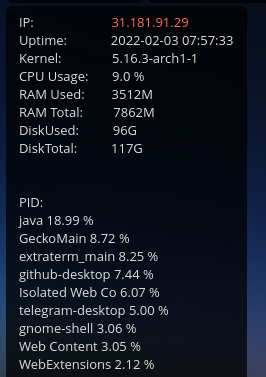 IP: 31.181.91.29
Uptime: 2022-02-03 07:57:33
Kernel: 5.16.3-arch1-1
CPU Usage: 9.0 %
RAM Used: 3512M
RAM Total: 7862M
DiskUsed: 96G
DiskTotal: 117G
PID:
java 18.99 %
GeckoMain 8.72 %
extraterm_main 8.25 %
github-desktop 7.44 %
Isolated Web Co 6.07 %
telegram-desktop 5.00 %
gnome-shell 3.06 %
Web Content 3.05 %
WebExtensions 2.12 %